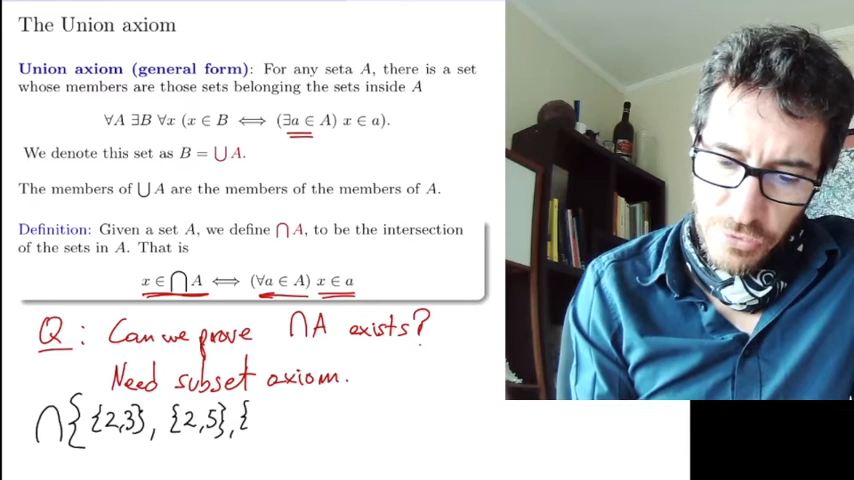 The Union axiom
Union axiom (general form): For any seta A, there is a set
whose members are those sets belonging the sets inside A
∀A ∃B ∀x (x ∈ B ⟺ (∃a ∈ A) x ∈ a).
We denote this set as B = ⋃ A.
The members of ⋃ A are the members of the members of A.
Definition: Given a set A, we define ⋂ A, to be the intersection
of the sets in A. That is
x ∈ ⋂ A ⟺ (∀a ∈ A) x ∈ a
Q : Can we prove ⋂A exists?
Need subset axiom.
⋂{ {2,3}, {2,5}, {